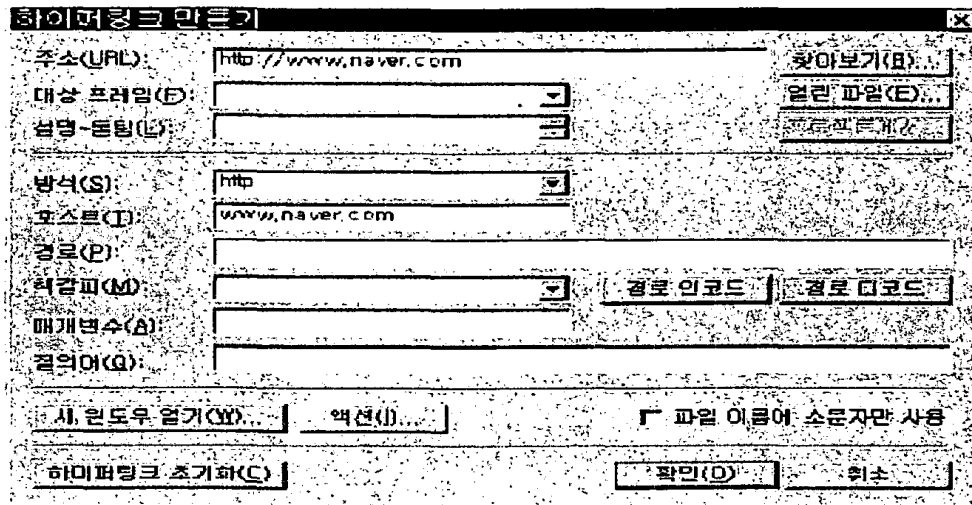 하이퍼링크 만들기
주소(URL): http://www.naver.com 찾아보기(B)...
대상 프레임(F): 열린 파일(E)...
설명-툴팁(L):
방식(S): http
호스트(T): www.naver.com
경로(P):
책갈피(M): 경로 인코드 경로 디코드
매개변수(A):
질의어(Q):
새 윈도우 열기(W)... 액션(I)... 파일 이름에 소문자만 사용
하이퍼링크 초기화(C) 확인(O) 취소